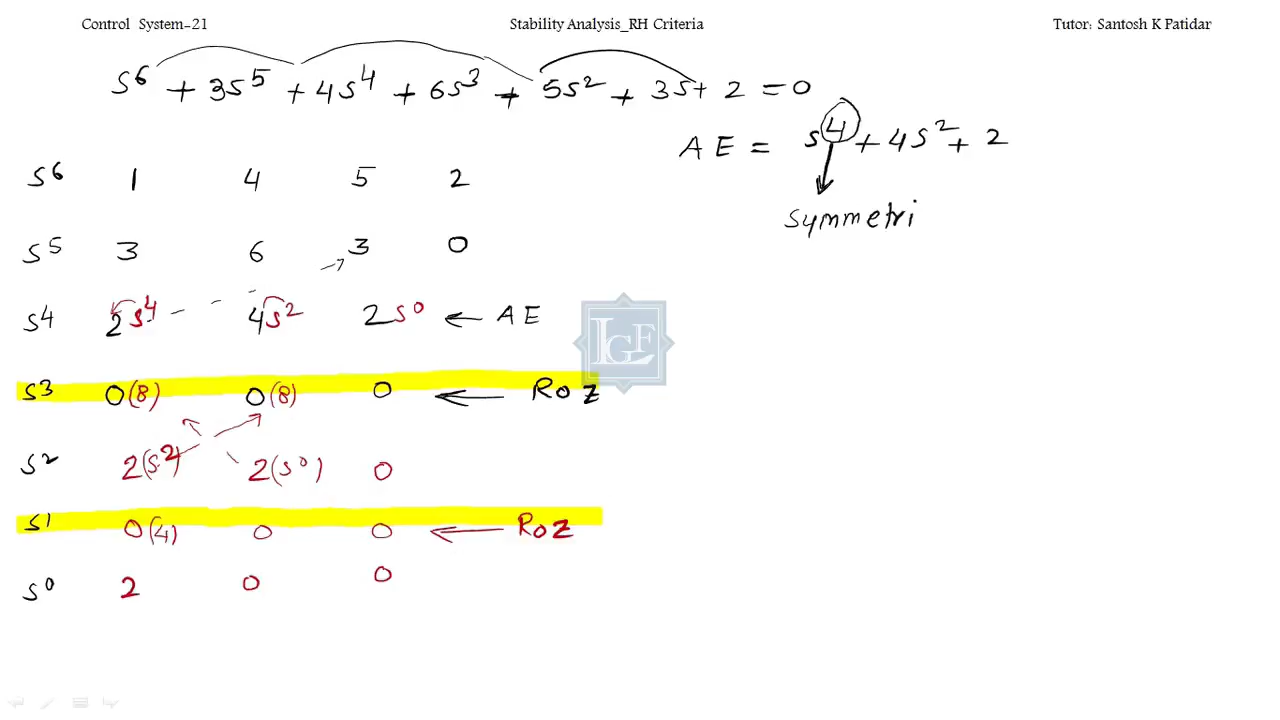 Control System-21 Stability Analysis_RH Criteria Tutor: Santosh K Patidar
s⁶ + 3s⁵ + 4s⁴ + 6s³ + 5s² + 3s + 2 = 0
AE = s⁴ + 4s² + 2
Symmetri
s⁶ 1 4 5 2
s⁵ 3 6 3 0
s⁴ 2s⁴ 4s² 2s⁰ ← AE
s³ 0(8) 0(8) 0 ← ROZ
s² 2(s²) 2(s⁰) 0
s¹ 0(4) 0 0 ← ROZ
s⁰ 2 0 0
LGF